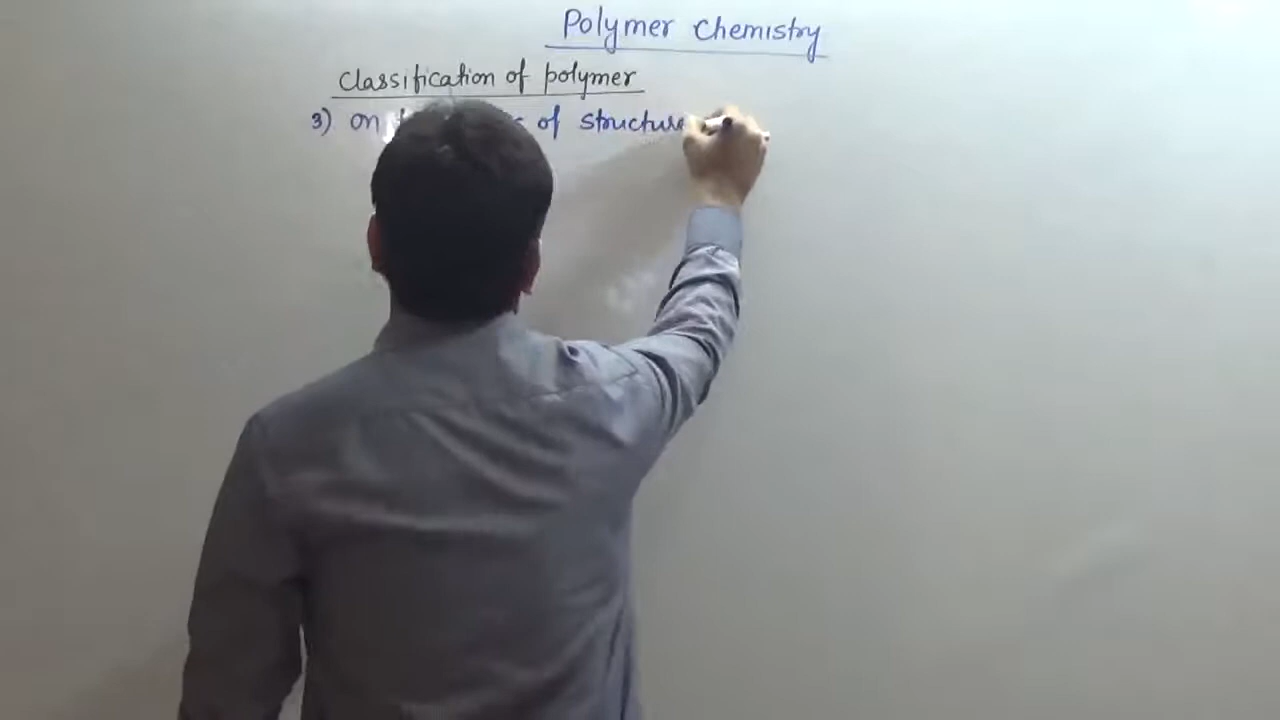 Polymer Chemistry
Classification of polymer
3) on of structure